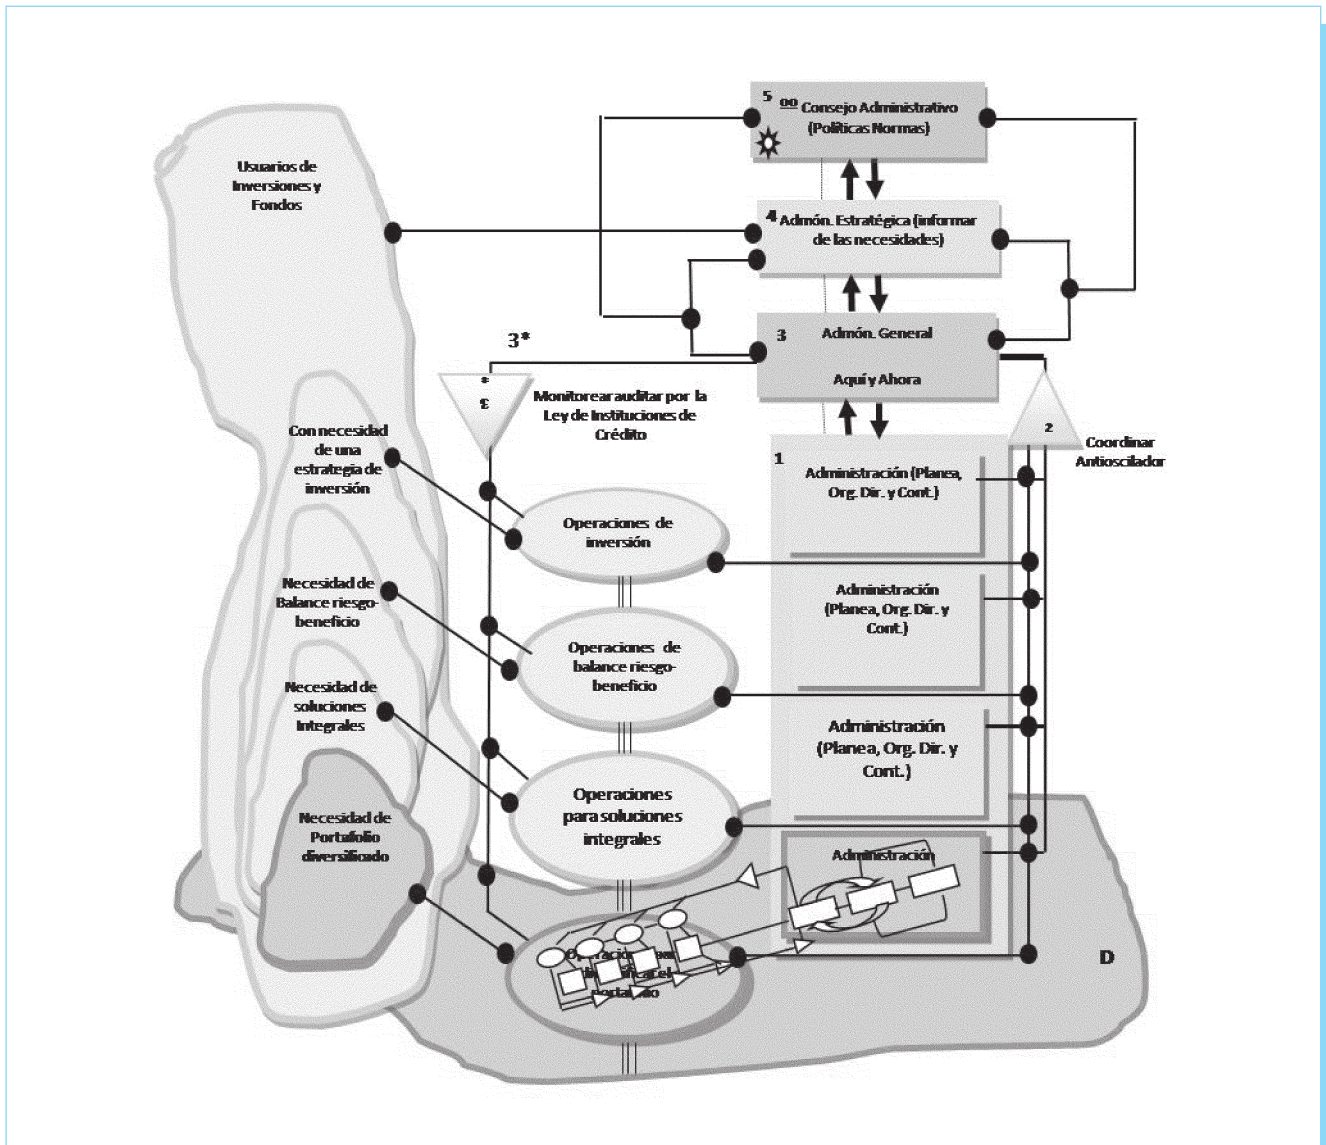 5 oo Consejo Administrativo
(Políticas Normas)
Usuarios de
Inversiones y
Fondos
4 Admón. Estratégica (informar
de las necesidades)
3 Admón. General
Aquí y Ahora
3*
*
£
Monitorear auditar por la
Ley de Instituciones de
Crédito
2
Coordinar
Antioscilador
1
Administración (Planea,
Org. Dir. y Cont.)
Con necesidad
de una
estrategia de
inversión
Operaciones de
inversión
Administración
(Planea, Org. Dir. y
Cont.)
Necesidad de
Balance riesgo-
beneficio
Operaciones de
balance riesgo-
beneficio
Administración
(Planea, Org. Dir. y
Cont.)
Necesidad de
soluciones
Integrales
Operaciones
para soluciones
integrales
Necesidad de
Portafolio
diversificado
Administración
D